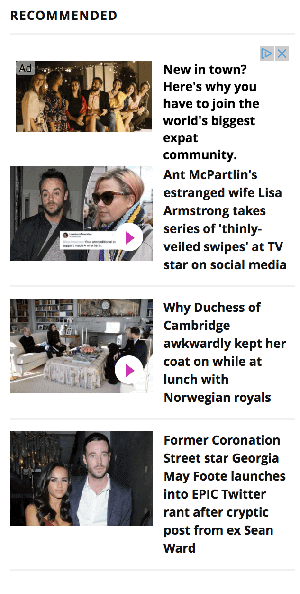 RECOMMENDED
Ad
New in town?
Here's why you
have to join the
world's biggest
expat
community.
Ant McPartlin's
estranged wife Lisa
Armstrong takes
series of 'thinly-
veiled swipes' at TV
star on social media
Why Duchess of
Cambridge
awkwardly kept her
coat on while at
lunch with
Norwegian royals
Former Coronation
Street star Georgia
May Foote launches
into EPIC Twitter
rant after cryptic
post from ex Sean
Ward